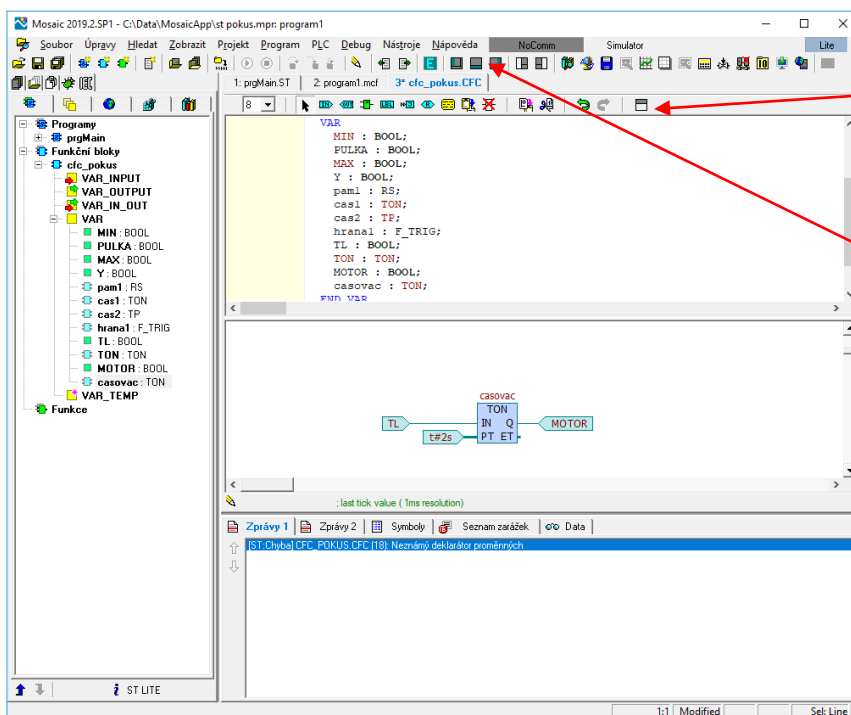 Mosaic 2019.2.SP1 - C:\Data\MosaicApp\st pokus.mpr: program1
Soubor Úpravy Hledat Zobrazit Projekt Program PLC Debug Nástroje Nápověda NoComm Simulator Lite
1: prgMain.ST 2: program1.mcf 3* cfc_pokus.CFC
8
Programy
prgMain
Funkční bloky
cfc_pokus
VAR_INPUT
VAR_OUTPUT
VAR_IN_OUT
VAR
MIN : BOOL
PULKA : BOOL
MAX : BOOL
Y : BOOL
pam1 : RS
cas1 : TON
cas2 : TP
hrana1 : F_TRIG
TL : BOOL
TON : TON
MOTOR : BOOL
casovac : TON
VAR_TEMP
Funkce
ST LITE
VAR
MIN : BOOL;
PULKA : BOOL;
MAX : BOOL;
Y : BOOL;
pam1 : RS;
cas1 : TON;
cas2 : TP;
hrana1 : F_TRIG;
TL : BOOL;
TON : TON;
MOTOR : BOOL;
casovac : TON;
END_VAR
casovac
TON
TL IN Q MOTOR
t#2s PT ET
; last tick value ( 1ms resolution)
Zprávy 1 Zprávy 2 Symboly Seznam zarážek Data
[ST:Chyba] CFC_POKUS.CFC (18): Neznámý deklarátor proměnných
1:1 Modified Sel: Line